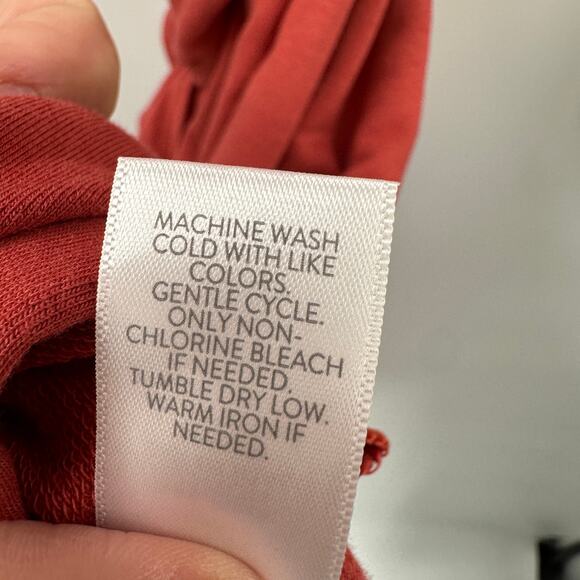 MACHINE WASH
COLD WITH LIKE
COLORS.
GENTLE CYCLE.
ONLY NON-
CHLORINE BLEACH
IF NEEDED.
TUMBLE DRY LOW.
WARM IRON IF
NEEDED.